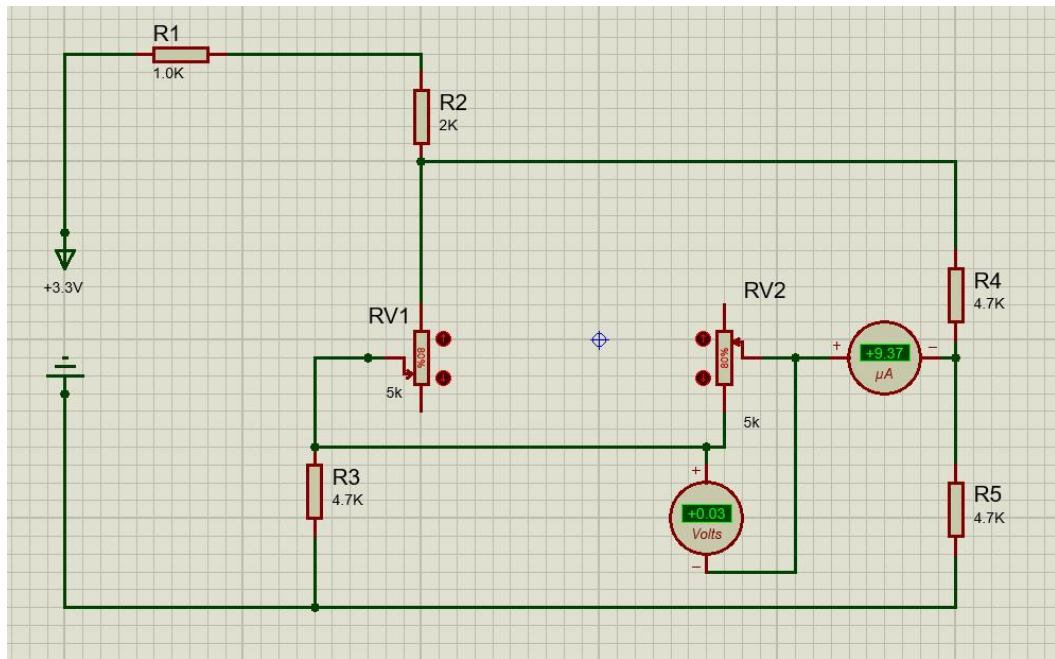 R1
1.0K
R2
2K
+3.3V
RV1
80%
5k
RV2
80%
5k
R4
4.7K
+
+9.37
µA
−
R3
4.7K
+
+0.03
Volts
−
R5
4.7K